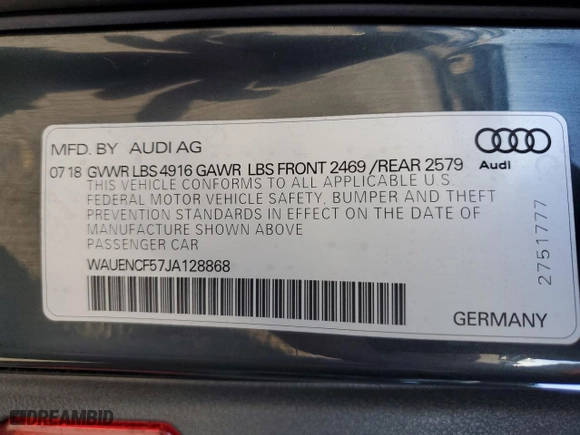 MFD. BY AUDI AG
07 18 GVWR LBS 4916 GAWR LBS FRONT 2469 /REAR 2579
THIS VEHICLE CONFORMS TO ALL APPLICABLE U.S.
FEDERAL MOTOR VEHICLE SAFETY, BUMPER AND THEFT
PREVENTION STANDARDS IN EFFECT ON THE DATE OF
MANUFACTURE SHOWN ABOVE
PASSENGER CAR
WAUENCF57JA128868
Audi
2751777
GERMANY
DREAMBID